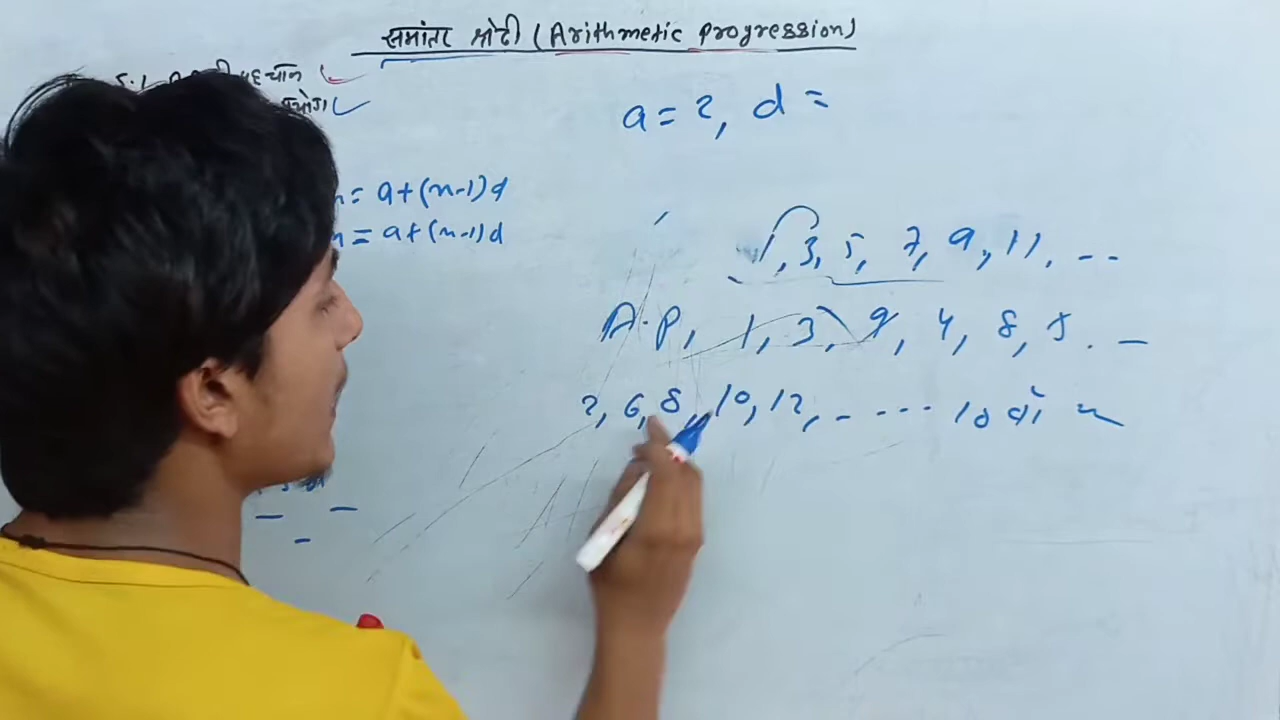 समांतर श्रेढी (Arithmetic Progression)
a = 2, d =
= a+(n-1)d
= a+(n-1)d
1, 3, 5, 7, 9, 11, --
A.P, 1, 3, 9, 4, 8, 5. -
2, 6, 8, 10, 12, - --- 10 वाँ